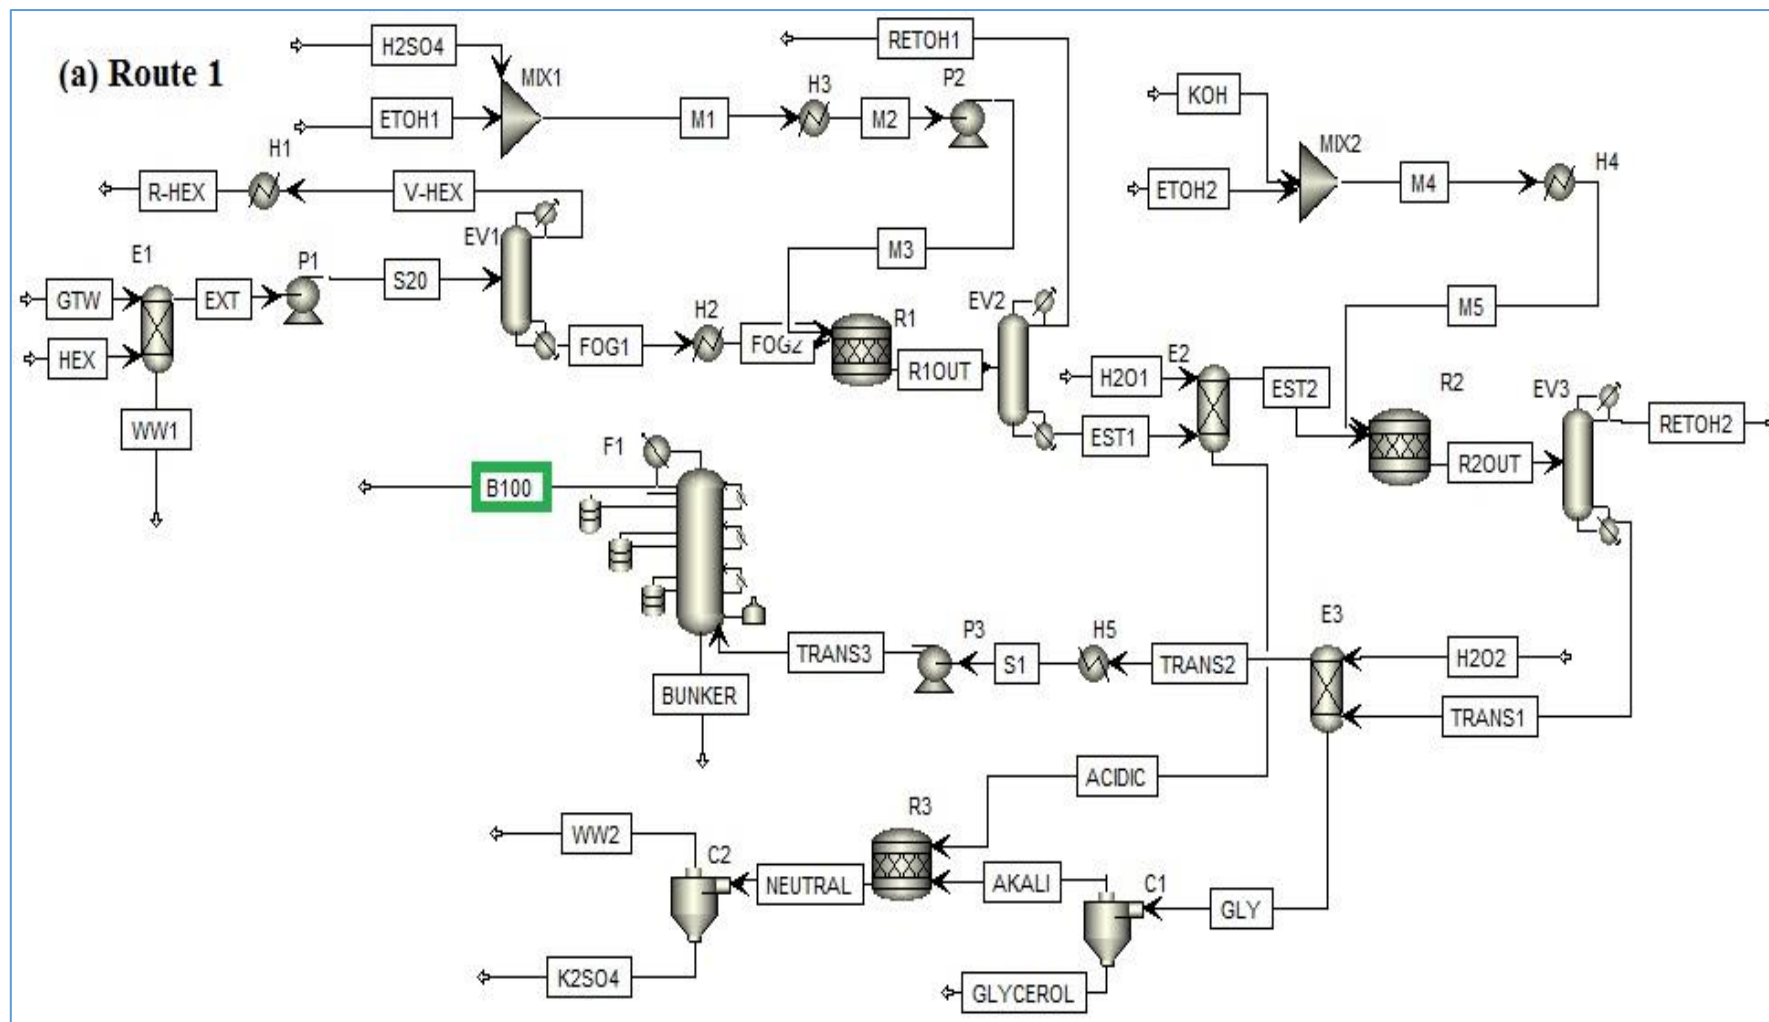 (a) Route 1
H2SO4
ETOH1
MIX1
M1
H3
M2
P2
RETOH1
KOH
ETOH2
MIX2
M4
H4
R-HEX
H1
V-HEX
EV1
M3
M5
E1
GTW
HEX
EXT
P1
S20
WW1
FOG1
H2
FOG2
R1
R1OUT
EV2
H2O1
E2
EST1
EST2
R2
R2OUT
EV3
RETOH2
F1
B100
TRANS3
P3
S1
H5
TRANS2
E3
H2O2
TRANS1
BUNKER
ACIDIC
WW2
C2
NEUTRAL
R3
AKALI
C1
GLY
K2SO4
GLYCEROL